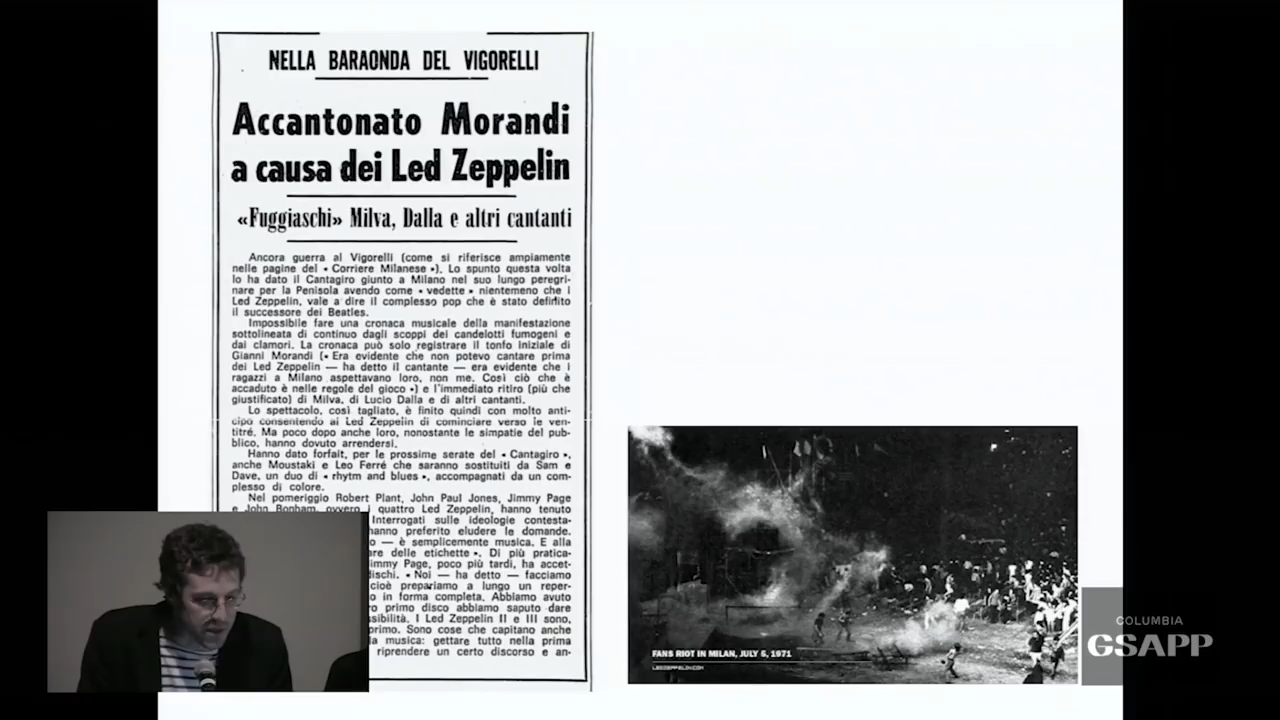 NELLA BARAONDA DEL VIGORELLI
Accantonato Morandi
a causa dei Led Zeppelin
«Fuggiaschi» Milva, Dalla e altri cantanti
Ancora guerra al Vigorelli (come si riferisce ampiamente
nelle pagine del « Corriere Milanese »). Lo spunto questa volta
lo ha dato il Cantagiro giunto a Milano nel suo lungo peregri-
nare per la Penisola avendo come « vedette » nientemeno che i
Led Zeppelin, vale a dire il complesso pop che è stato definito
il successore dei Beatles.
Impossibile fare una cronaca musicale della manifestazione
sottolineata di continuo dagli scoppi dei candelotti fumogeni e
dai clamori. La cronaca può solo registrare il tonfo iniziale di
Gianni Morandi (« Era evidente che non potevo cantare prima
dei Led Zeppelin — ha detto il cantante — era evidente che i
ragazzi a Milano aspettavano loro, non me. Così ciò che è
accaduto è nelle regole del gioco ») e l'immediato ritiro (più che
giustificato) di Milva, di Lucio Dalla e di altri cantanti.
Lo spettacolo, così tagliato, è finito quindi con molto anti-
cipo consentendo ai Led Zeppelin di cominciare verso le ven-
titré. Ma poco dopo anche loro, nonostante le simpatie del pub-
blico, hanno dovuto arrendersi.
Hanno dato forfait, per le prossime serate del « Cantagiro »,
anche Moustaki e Leo Ferré che saranno sostituiti da Sam e
Dave, un duo di « rhytm and blues », accompagnati da un com-
plesso di colore.
Nel pomeriggio Robert Plant, John Paul Jones, Jimmy Page
e John Bonham, ovvero i quattro Led Zeppelin, hanno tenuto
Interrogati sulle ideologie contesta-
hanno preferito eludere le domande.
o — è semplicemente musica. E alla
are delle etichette ». Di più pratica-
immy Page, poco più tardi, ha accet-
dischi. « Noi — ha detto — facciamo
cioè prepariamo a lungo un reper-
o in forma completa. Abbiamo avuto
ro primo disco abbiamo saputo dare
ssibilità. I Led Zeppelin II e III sono,
primo. Sono cose che capitano anche
la musica: gettare tutto nella prima
riprendere un certo discorso e an-
FANS RIOT IN MILAN, JULY 5, 1971
LEDZEPPELIN.COM
COLUMBIA
GSAPP